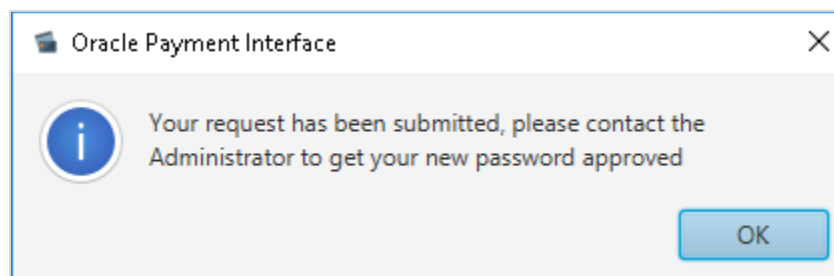 Oracle Payment Interface
Your request has been submitted, please contact the
Administrator to get your new password approved
OK